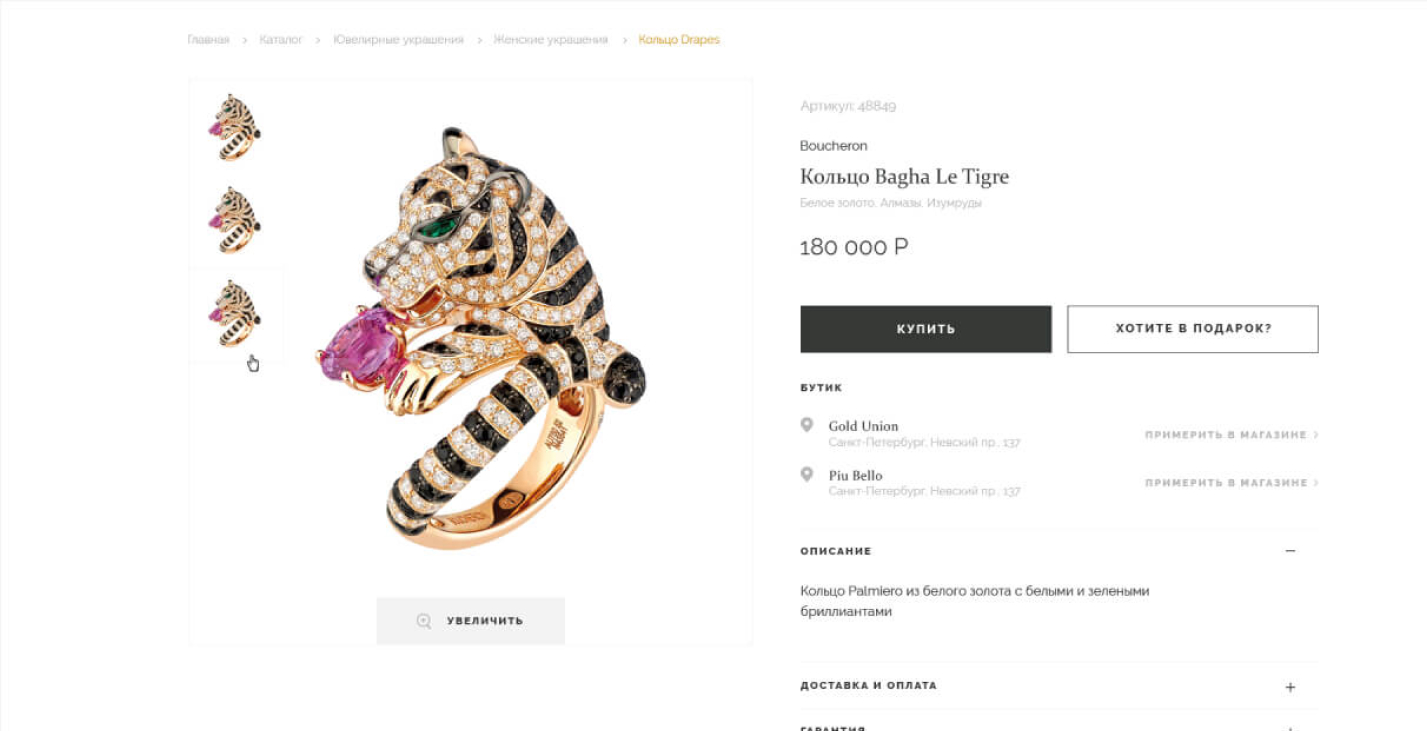 Главная > Каталог > Ювелирные украшения > Женские украшения > Кольцо Drapes
Артикул: 48849
Boucheron
Кольцо Bagha Le Tigre
Белое золото. Алмазы. Изумруды
180 000 Р
КУПИТЬ
ХОТИТЕ В ПОДАРОК?
БУТИК
Gold Union
Санкт-Петербург, Невский пр., 137
ПРИМЕРИТЬ В МАГАЗИНЕ >
Piu Bello
Санкт-Петербург, Невский пр., 137
ПРИМЕРИТЬ В МАГАЗИНЕ >
ОПИСАНИЕ
Кольцо Palmiero из белого золота с белыми и зелеными
бриллиантами
УВЕЛИЧИТЬ
ДОСТАВКА И ОПЛАТА
ГАРАНТИЯ